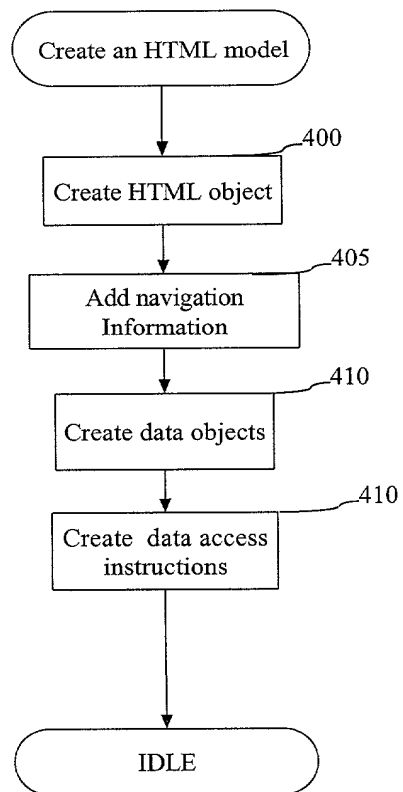 Create an HTML model
400
Create HTML object
405
Add navigation
Information
410
Create data objects
410
Create data access
instructions
IDLE